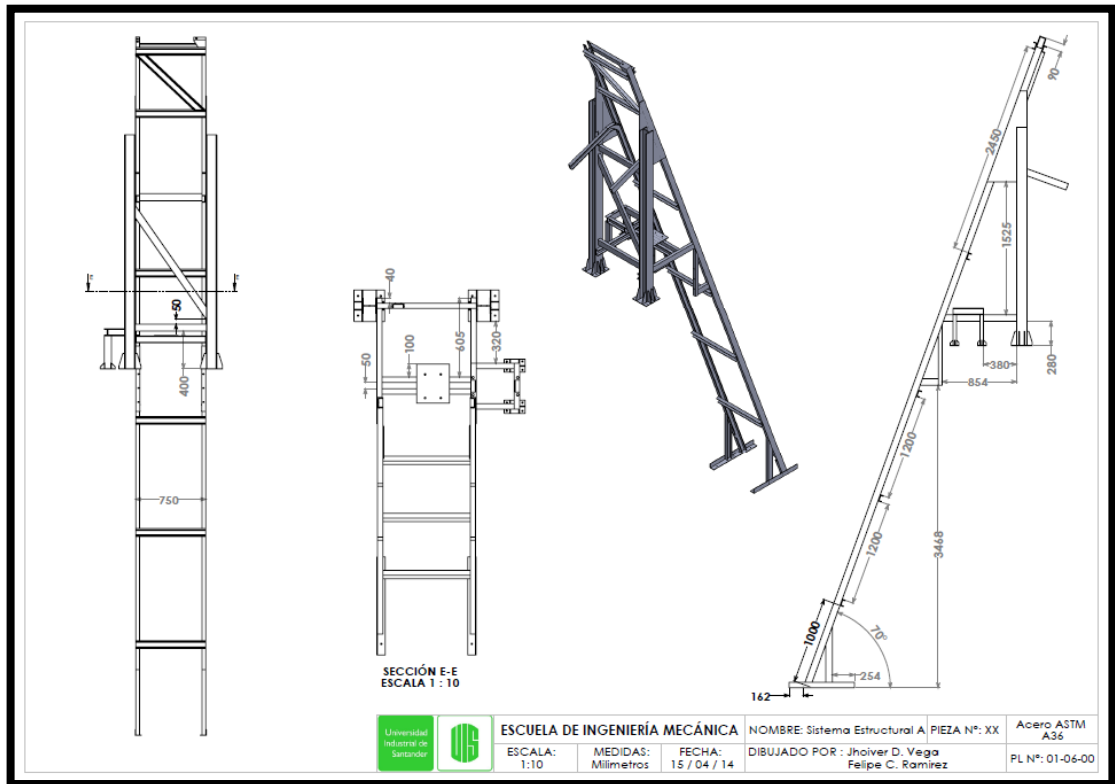 50
400
750
40
605
320
100
50
SECCIÓN E-E
ESCALA 1 : 10
90
2450
1525
380
280
854
1200
1200
3468
1000
70°
254
162
Universidad
Industrial de
Santander
UIS
ESCUELA DE INGENIERÍA MECÁNICA
NOMBRE: Sistema Estructural A
PIEZA Nº: XX
Acero ASTM
A36
ESCALA:
1:10
MEDIDAS:
Milimetros
FECHA:
15 / 04 / 14
DIBUJADO POR : Jhoiver D. Vega
Felipe C. Ramirez
PL Nº: 01-06-00